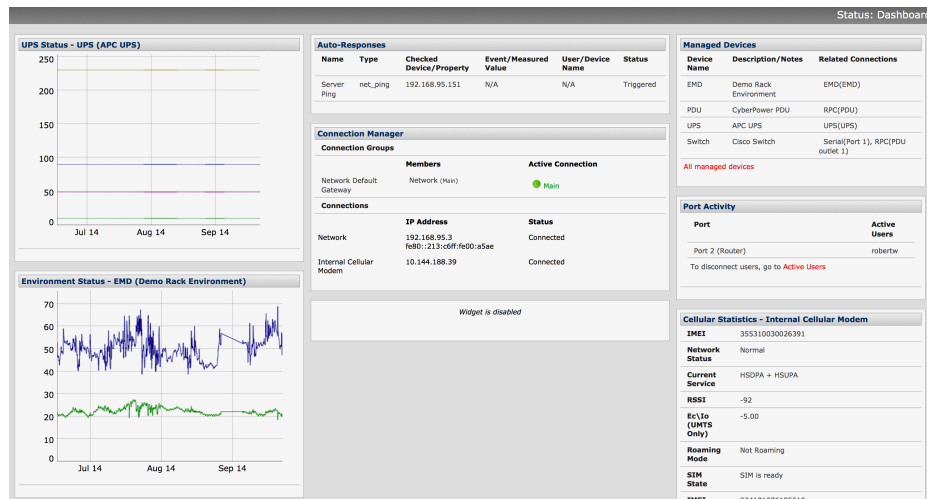 Status: Dashboard
UPS Status - UPS (APC UPS)
250
200
150
100
50
0
Jul 14 Aug 14 Sep 14
Environment Status - EMD (Demo Rack Environment)
70
60
50
40
30
20
10
0
Jul 14 Aug 14 Sep 14
Auto-Responses
Name Type Checked Device/Property Event/Measured Value User/Device Name Status
Server Ping net_ping 192.168.95.151 N/A N/A Triggered
Connection Manager
Connection Groups
Members Active Connection
Network Default Gateway Network (Main) Main
Connections
IP Address Status
Network 192.168.95.3 Connected
fe80::213:c6ff:fe00:a5ae
Internal Cellular Modem 10.144.188.39 Connected
Widget is disabled
Managed Devices
Device Name Description/Notes Related Connections
EMD Demo Rack Environment EMD(EMD)
PDU CyberPower PDU RPC(PDU)
UPS APC UPS UPS(UPS)
Switch Cisco Switch Serial(Port 1), RPC(PDU outlet 1)
All managed devices
Port Activity
Port Active Users
Port 2 (Router) robertw
To disconnect users, go to Active Users
Cellular Statistics - Internal Cellular Modem
IMEI 355310030026391
Network Status Normal
Current Service HSDPA + HSUPA
RSSI -92
Ec\Io (UMTS Only) -5.00
Roaming Mode Not Roaming
SIM State SIM is ready